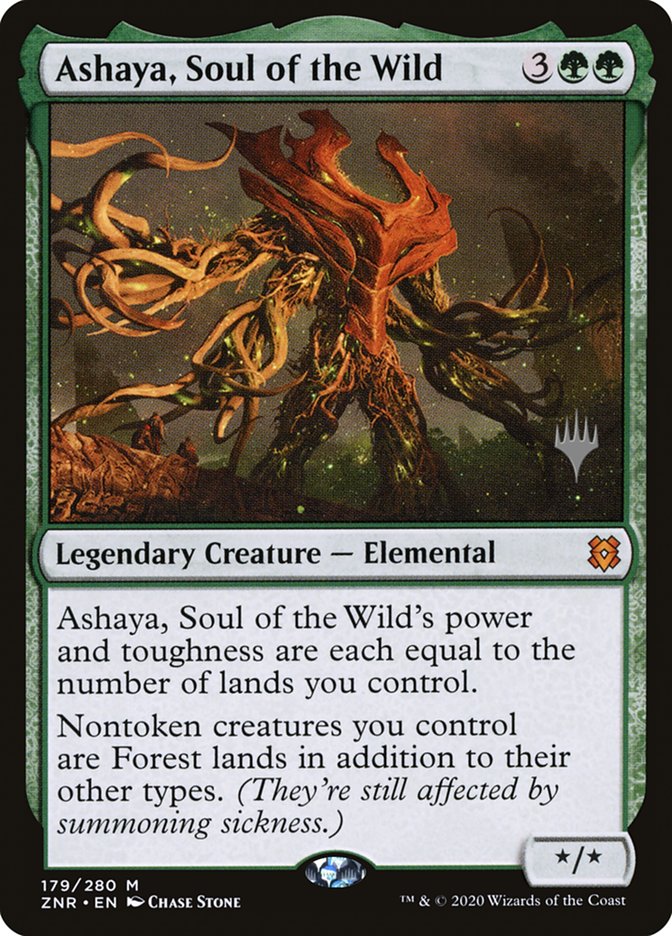 Ashaya, Soul of the Wild 3
Legendary Creature — Elemental
Ashaya, Soul of the Wild's power
and toughness are each equal to the
number of lands you control.
Nontoken creatures you control
are Forest lands in addition to their
other types. (They're still affected by
summoning sickness.)
★/★
179/280 M
ZNR • EN Chase Stone
™ & © 2020 Wizards of the Coast